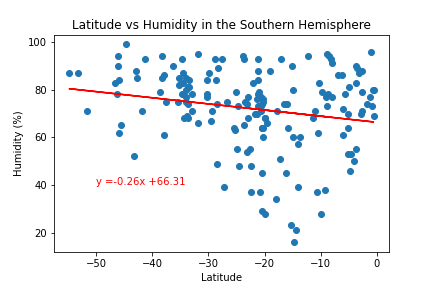 Latitude vs Humidity in the Southern Hemisphere
Humidity (%)
100
80
60
40
20
y =-0.26x +66.31
−50
−40
−30
−20
−10
0
Latitude